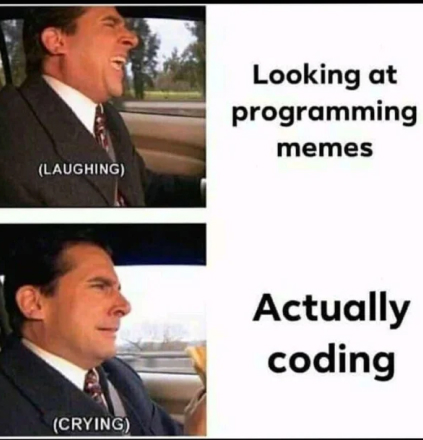 Looking at
programming
memes
(LAUGHING)
Actually
coding
(CRYING)